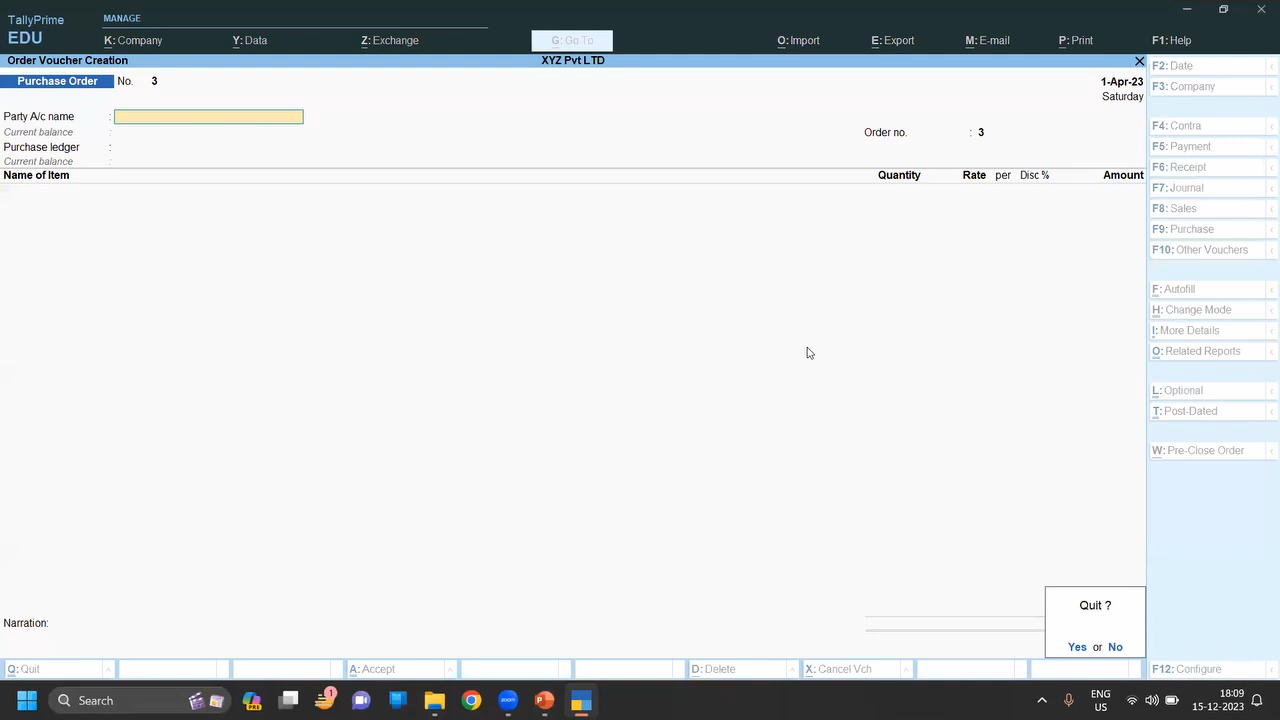 TallyPrime
EDU
MANAGE
K: Company
Y: Data
Z: Exchange
G: Go To
O: Import
E: Export
M: E-mail
P: Print
F1: Help
Order Voucher Creation
XYZ Pvt LTD
Purchase Order
No. 3
1-Apr-23
Saturday
Party A/c name :
Current balance :
Order no. : 3
Purchase ledger :
Current balance :
Name of Item
Quantity
Rate
per
Disc %
Amount
F2: Date
F3: Company
F4: Contra
F5: Payment
F6: Receipt
F7: Journal
F8: Sales
F9: Purchase
F10: Other Vouchers
F: Autofill
H: Change Mode
I: More Details
O: Related Reports
L: Optional
T: Post-Dated
W: Pre-Close Order
Narration:
Quit ?
Yes or No
Q: Quit
A: Accept
D: Delete
X: Cancel Vch
F12: Configure
Search
PRE
1
zoom
ENG
US
18:09
15-12-2023